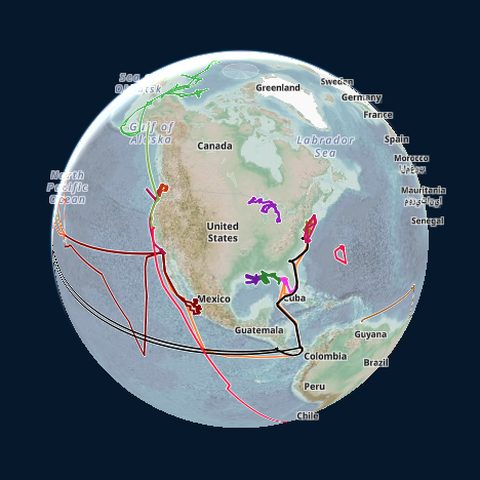 Sweden
Greenland
Germany
France
Gulf of
Alaska
Canada
Labrador
Sea
Spain
Morocco
North
Pacific
Ocean
Mauritania
Senegal
United
States
Mexico
Cuba
Guatemala
Guyana
Colombia
Brazil
Peru
Chile